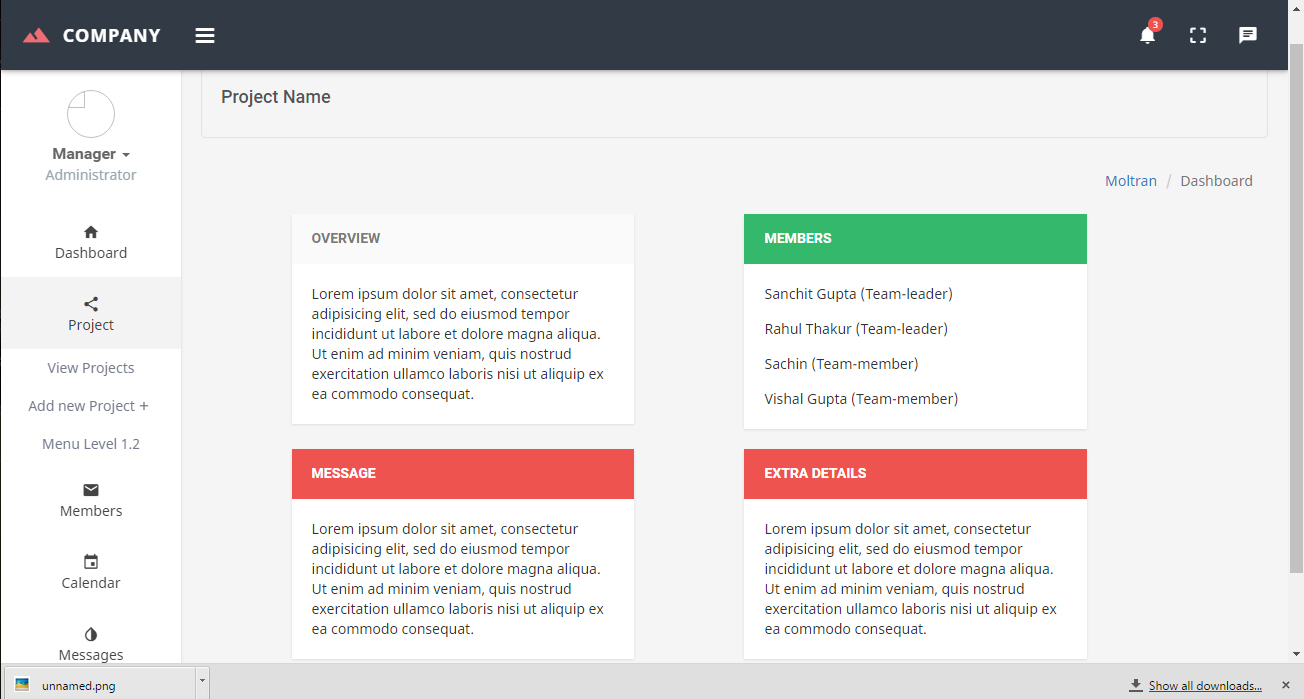 COMPANY
3
Manager
Administrator
Dashboard
Project
View Projects
Add new Project +
Menu Level 1.2
Members
Calendar
Messages
Project Name
Moltran / Dashboard
OVERVIEW
Lorem ipsum dolor sit amet, consectetur
adipisicing elit, sed do eiusmod tempor
incididunt ut labore et dolore magna aliqua.
Ut enim ad minim veniam, quis nostrud
exercitation ullamco laboris nisi ut aliquip ex
ea commodo consequat.
MEMBERS
Sanchit Gupta (Team-leader)
Rahul Thakur (Team-leader)
Sachin (Team-member)
Vishal Gupta (Team-member)
MESSAGE
Lorem ipsum dolor sit amet, consectetur
adipisicing elit, sed do eiusmod tempor
incididunt ut labore et dolore magna aliqua.
Ut enim ad minim veniam, quis nostrud
exercitation ullamco laboris nisi ut aliquip ex
ea commodo consequat.
EXTRA DETAILS
Lorem ipsum dolor sit amet, consectetur
adipisicing elit, sed do eiusmod tempor
incididunt ut labore et dolore magna aliqua.
Ut enim ad minim veniam, quis nostrud
exercitation ullamco laboris nisi ut aliquip ex
ea commodo consequat.
unnamed.png
Show all downloads...